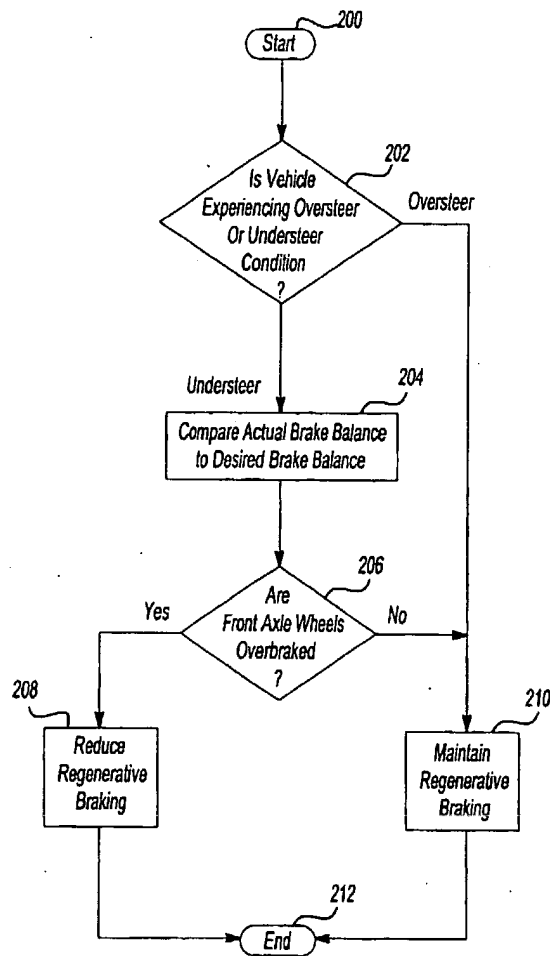 200
Start
202
Is Vehicle
Experiencing Oversteer
Or Understeer
Condition
?
Oversteer
Understeer
204
Compare Actual Brake Balance
to Desired Brake Balance
206
Are
Front Axle Wheels
Overbraked
?
Yes
No
208
Reduce
Regenerative
Braking
210
Maintain
Regenerative
Braking
212
End